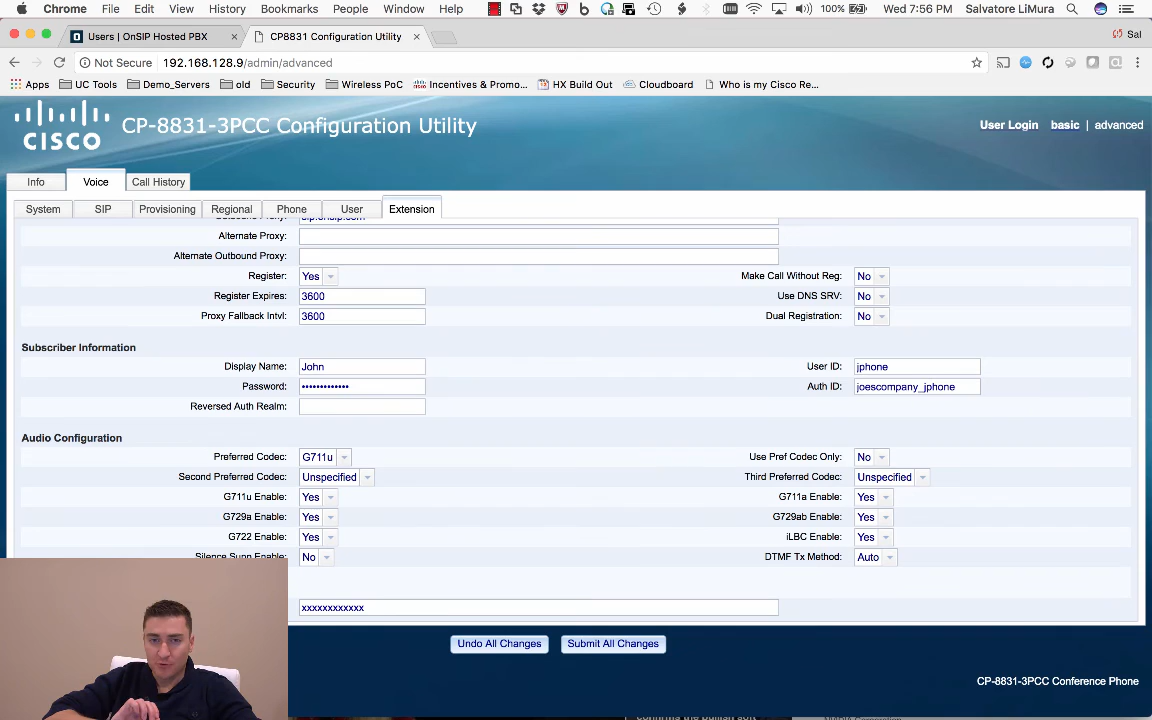 Chrome File Edit View History Bookmarks People Window Help 100% Wed 7:56 PM Salvatore LiMura
Users | OnSIP Hosted PBX × CP8831 Configuration Utility × Sal
Not Secure 192.168.128.9/admin/advanced
Apps UC Tools Demo_Servers old Security Wireless PoC Incentives & Promo... HX Build Out Cloudboard Who is my Cisco Re...
CISCO CP-8831-3PCC Configuration Utility User Login basic | advanced
Info Voice Call History
System SIP Provisioning Regional Phone User Extension
Alternate Proxy:
Alternate Outbound Proxy:
Register: Yes Make Call Without Reg: No
Register Expires: 3600 Use DNS SRV: No
Proxy Fallback Intvl: 3600 Dual Registration: No
Subscriber Information
Display Name: John User ID: jphone
Password: ••••••••••••• Auth ID: joescompany_jphone
Reversed Auth Realm:
Audio Configuration
Preferred Codec: G711u Use Pref Codec Only: No
Second Preferred Codec: Unspecified Third Preferred Codec: Unspecified
G711u Enable: Yes G711a Enable: Yes
G729a Enable: Yes G729ab Enable: Yes
G722 Enable: Yes iLBC Enable: Yes
Silence Supp Enable: No DTMF Tx Method: Auto
xxxxxxxxxxxx
Undo All Changes Submit All Changes
CP-8831-3PCC Conference Phone